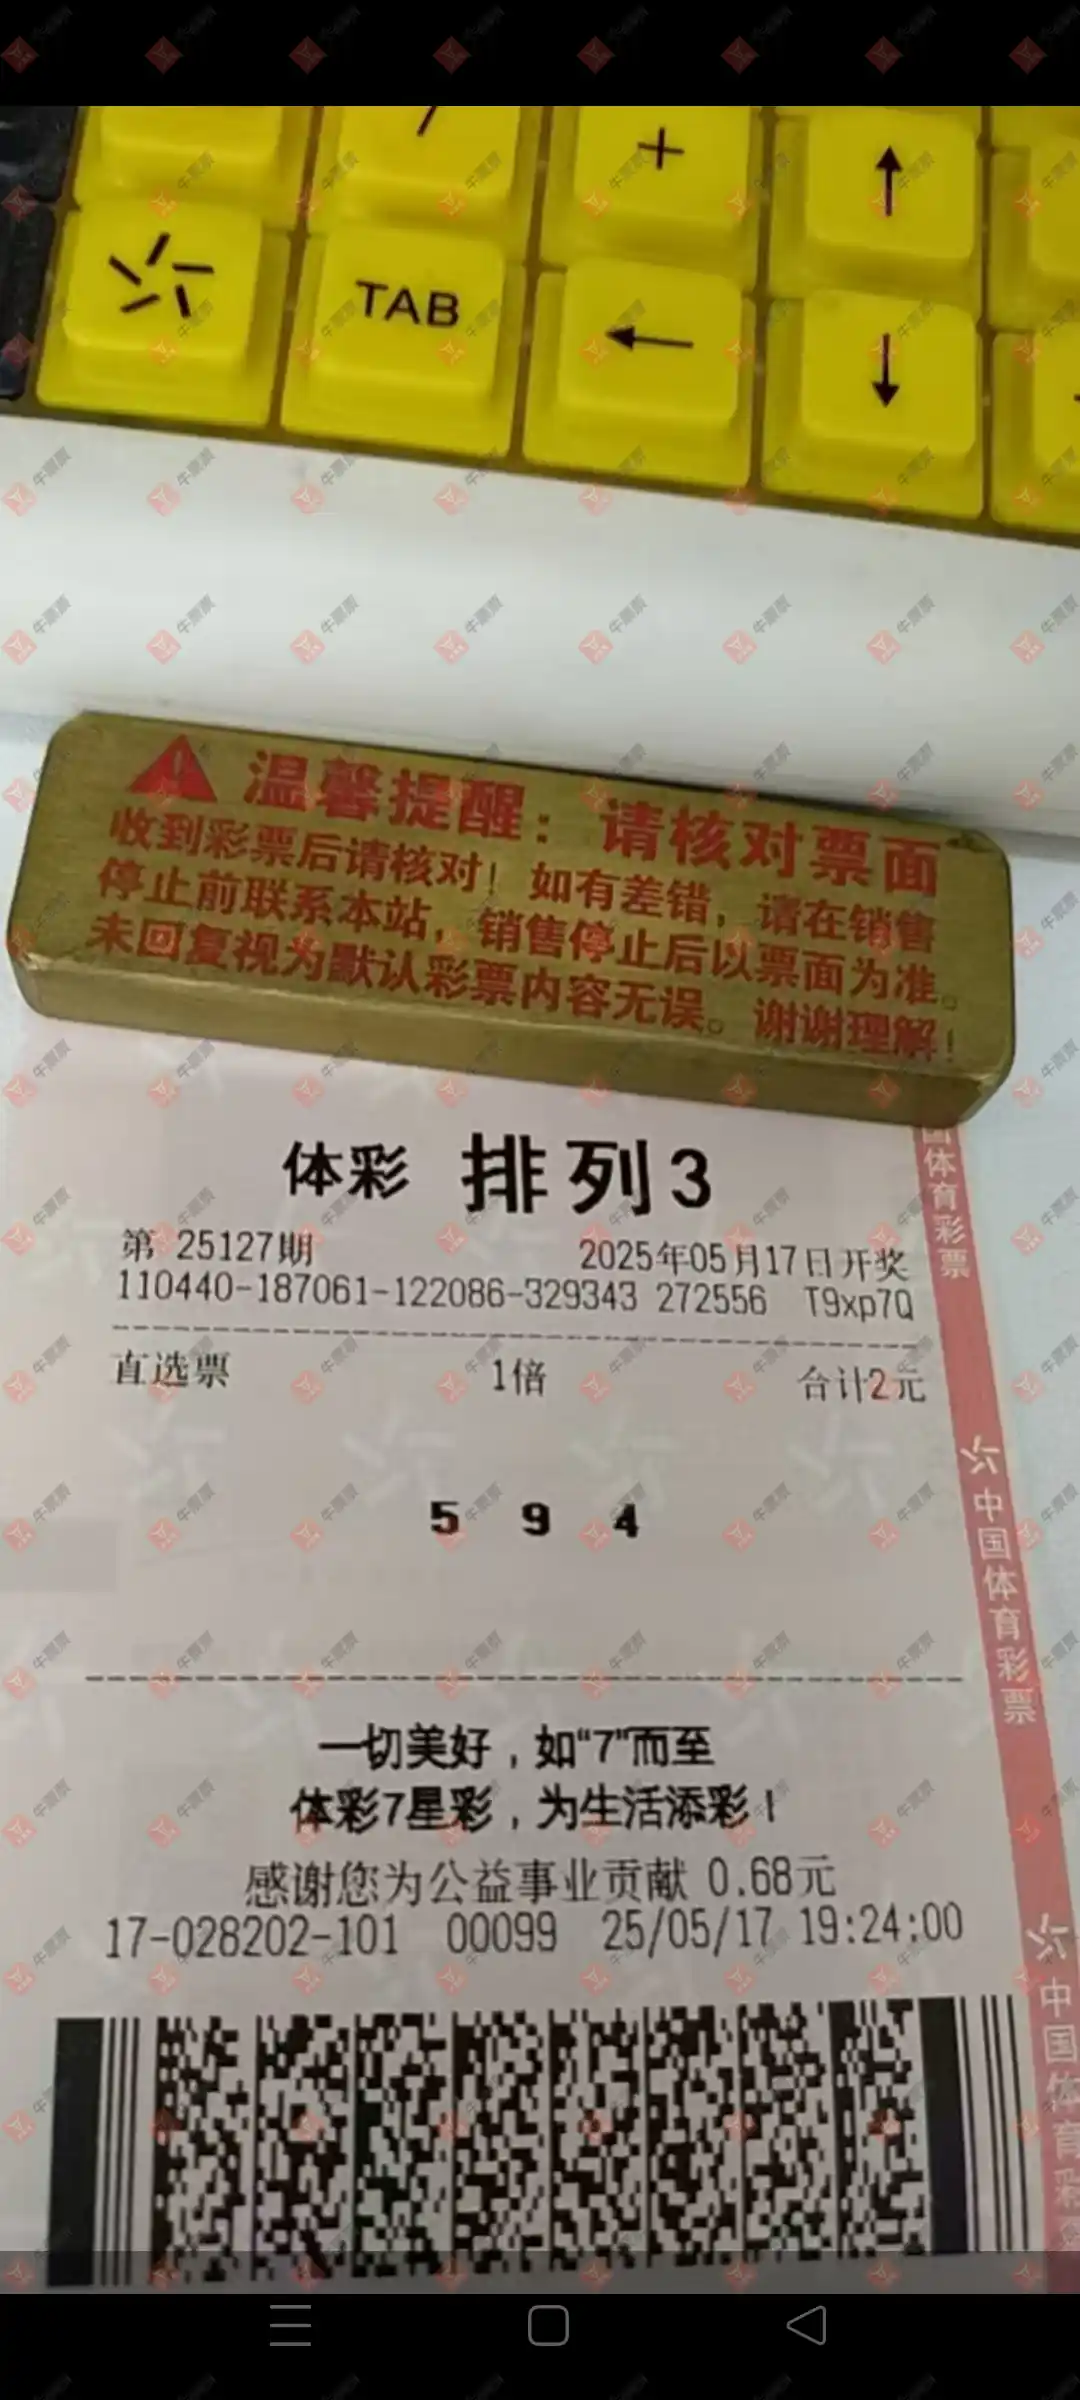 /
+
↑
TAB
←
↓
温馨提醒：请核对票面
收到彩票后请核对！如有差错，请在销售
停止前联系本站，销售停止后以票面为准。
未回复视为默认彩票内容无误。谢谢理解！
体彩 排列3
第 25127期 2025年05月17日开奖
110440-187061-122086-329343 272556 T9xp7Q
直选票 1倍 合计2元
5 9 4
一切美好，如“7”而至
体彩7星彩，为生活添彩！
感谢您为公益事业贡献 0.68元
17-028202-101 00099 25/05/17 19:24:00
国体育彩票
中国体育彩票
中国体育彩
牛票票